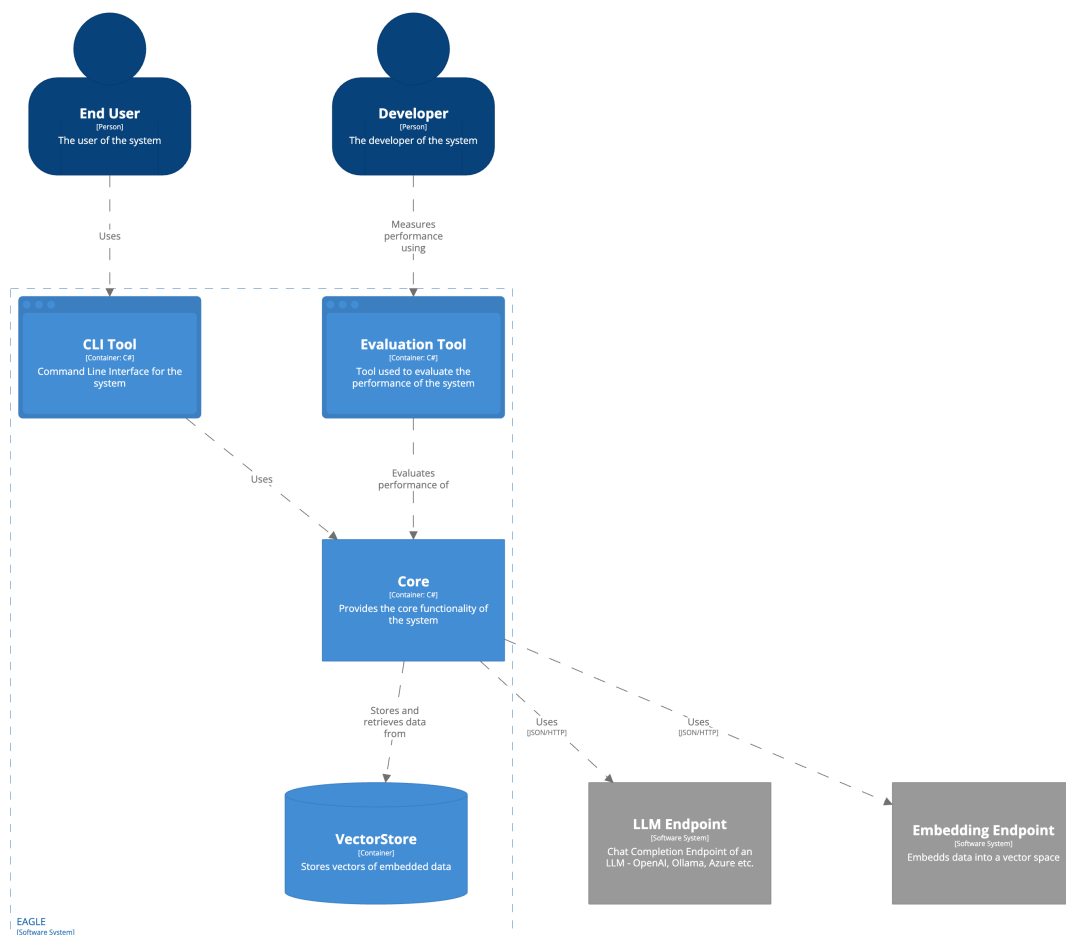 End User
[Person]
The user of the system
Developer
[Person]
The developer of the system
Uses
Measures
performance
using
CLI Tool
[Container: C#]
Command Line Interface for the
system
Evaluation Tool
[Container: C#]
Tool used to evaluate the
performance of the system
Uses
Evaluates
performance of
Core
[Container: C#]
Provides the core functionality of
the system
Stores and
retrieves data
from
Uses
[JSON/HTTP]
Uses
[JSON/HTTP]
VectorStore
[Container]
Stores vectors of embedded data
LLM Endpoint
[Software System]
Chat Completion Endpoint of an
LLM - OpenAI, Ollama, Azure etc.
Embedding Endpoint
[Software System]
Embedds data into a vector space
EAGLE
[Software System]